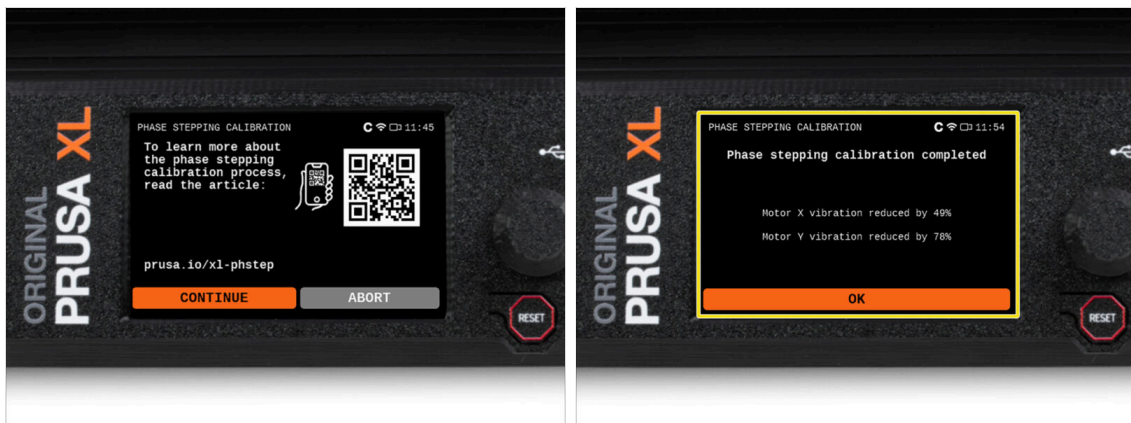 ORIGINAL
PRUSA XL
PHASE STEPPING CALIBRATION
C 11:45
To learn more about
the phase stepping
calibration process,
read the article:
prusa.io/xl-phstep
CONTINUE
ABORT
RESET
ORIGINAL
PRUSA XL
PHASE STEPPING CALIBRATION
C 11:54
Phase stepping calibration completed
Motor X vibration reduced by 49%
Motor Y vibration reduced by 78%
OK
RESET